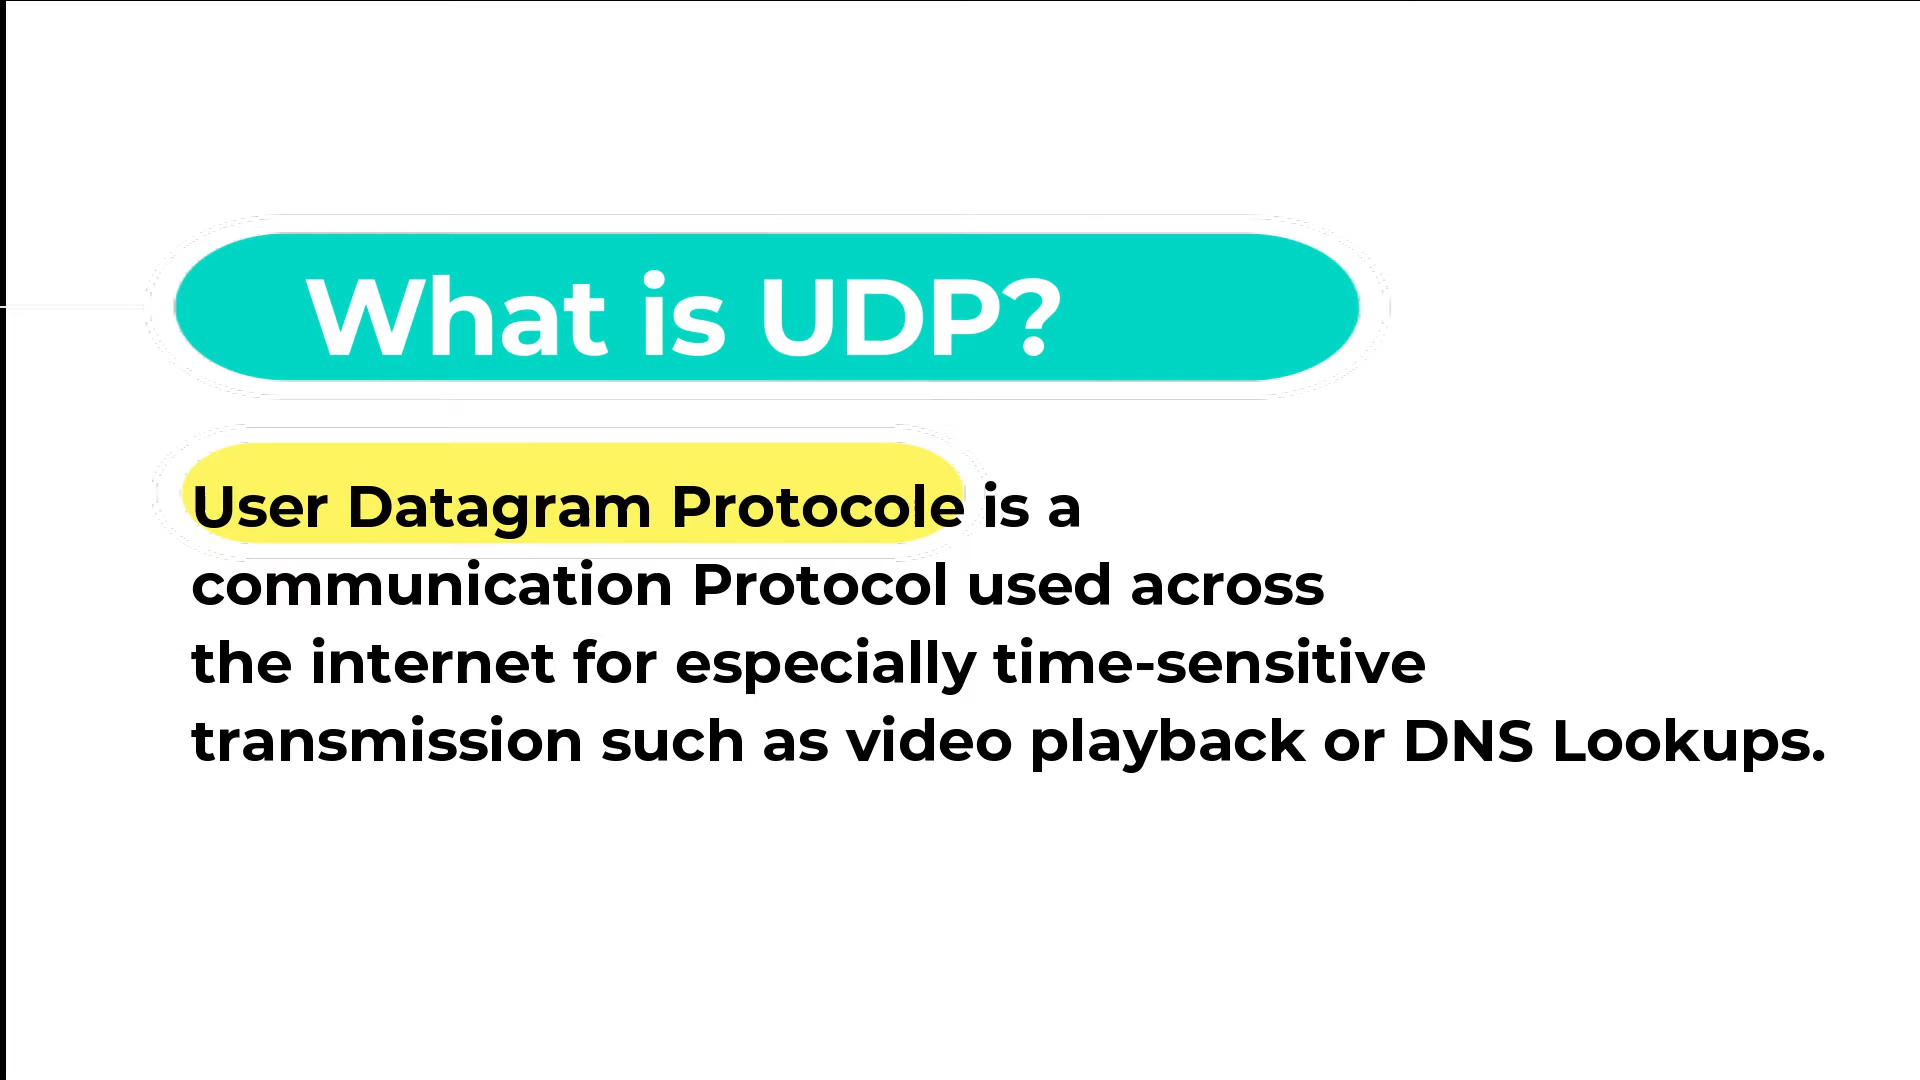 What is UDP?
User Datagram Protocole is a
communication Protocol used across
the internet for especially time-sensitive
transmission such as video playback or DNS Lookups.